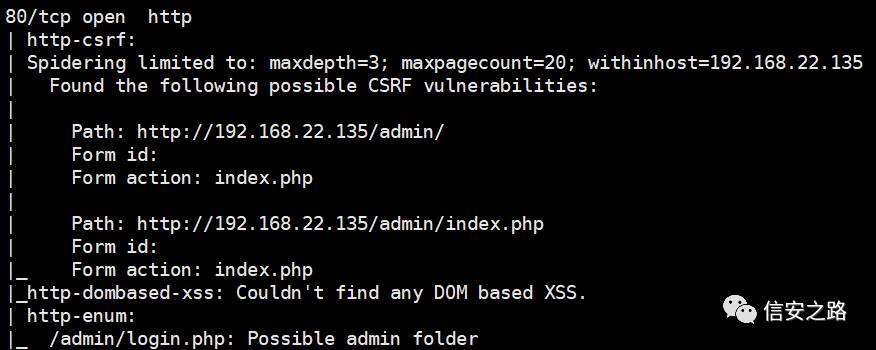 80/tcp open  http
| http-csrf:
| Spidering limited to: maxdepth=3; maxpagecount=20; withinhost=192.168.22.135
|   Found the following possible CSRF vulnerabilities:
|
|     Path: http://192.168.22.135/admin/
|     Form id:
|     Form action: index.php
|
|     Path: http://192.168.22.135/admin/index.php
|     Form id:
|_    Form action: index.php
|_http-dombased-xss: Couldn't find any DOM based XSS.
| http-enum:
|_  /admin/login.php: Possible admin folder
信安之路